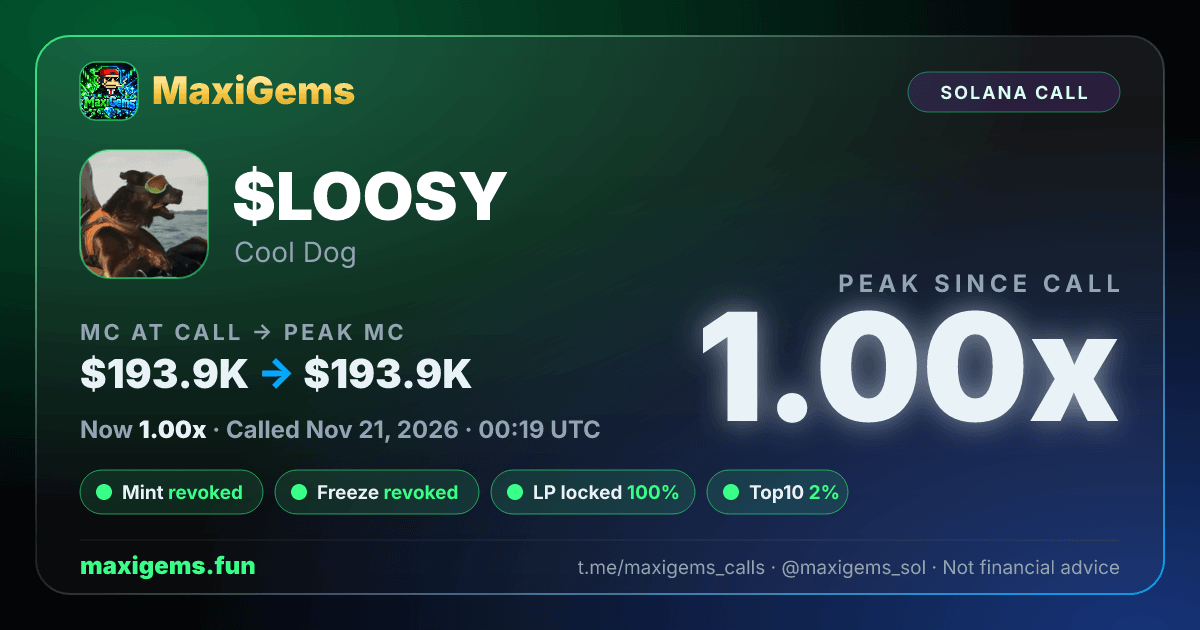 MaxiGems
MaxiGems
SOLANA CALL
$LOOSY
Cool Dog
PEAK SINCE CALL
1.00x
MC AT CALL → PEAK MC
$193.9K → $193.9K
Now 1.00x · Called Nov 21, 2026 · 00:19 UTC
Mint revoked
Freeze revoked
LP locked 100%
Top10 2%
maxigems.fun
t.me/maxigems_calls · @maxigems_sol · Not financial advice